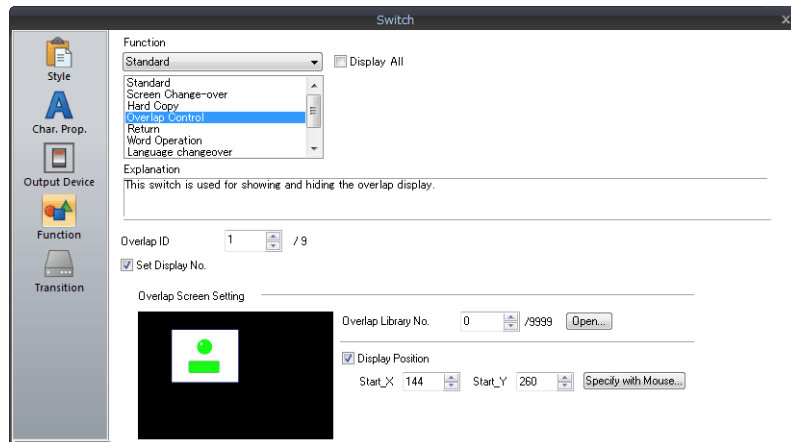 Switch
x
Style
Char. Prop.
Output Device
Function
Transition
Function
Standard
Display All
Standard
Screen Change-over
Hard Copy
Overlap Control
Return
Word Operation
Language changeover
Explanation
This switch is used for showing and hiding the overlap display.
Overlap ID 1 / 9
Set Display No.
Overlap Screen Setting
Overlap Library No. 0 /9999 Open...
Display Position
Start_X 144 Start_Y 260 Specify with Mouse...